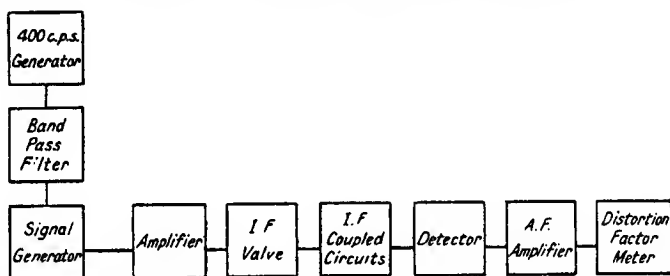 400 c.p.s.
Generator
Band
Pass
Filter
Signal
Generator
Amplifier
I F
Valve
I.F
Coupled
Circuits
Detector
A.F.
Amplifier
Distortion
Factor
Meter